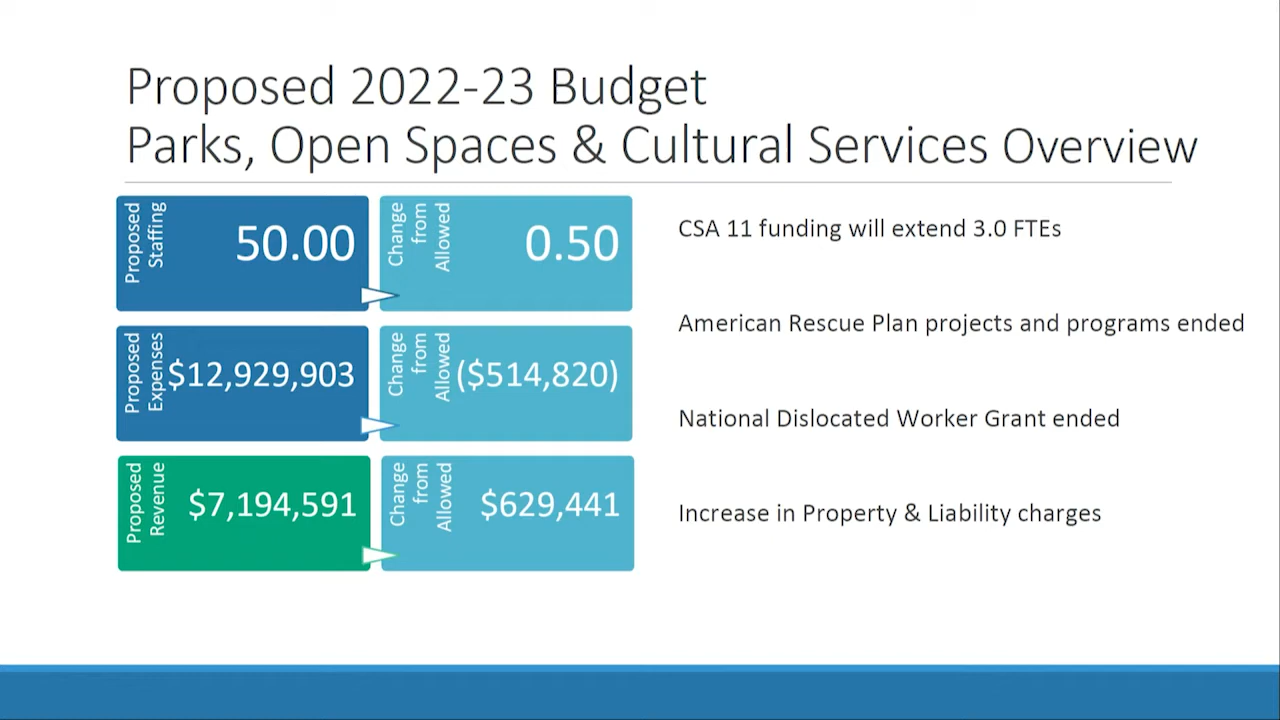 Proposed 2022-23 Budget
Parks, Open Spaces & Cultural Services Overview
Proposed
Staffing
50.00
Change
from
Allowed
0.50
CSA 11 funding will extend 3.0 FTEs
Proposed
Expenses
$12,929,903
Change
from
Allowed
($514,820)
American Rescue Plan projects and programs ended
National Dislocated Worker Grant ended
Proposed
Revenue
$7,194,591
Change
from
Allowed
$629,441
Increase in Property & Liability charges